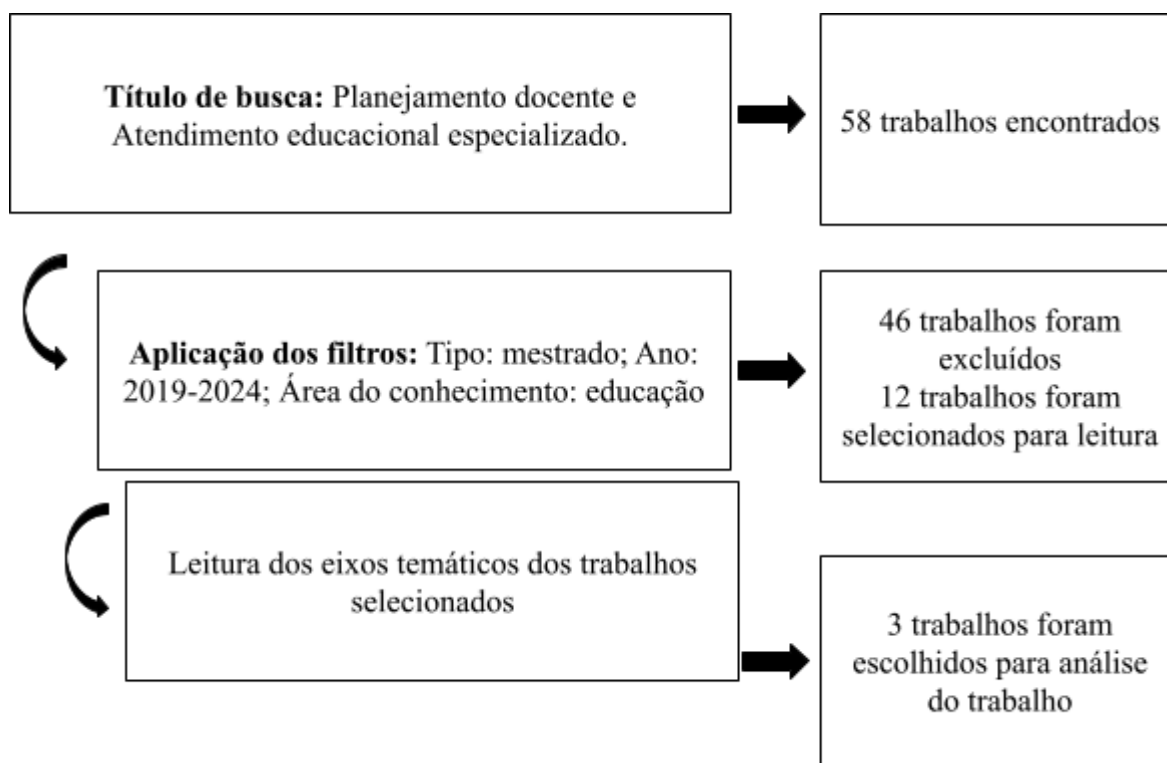 Título de busca: Planejamento docente e
Atendimento educacional especializado.
58 trabalhos encontrados
Aplicação dos filtros: Tipo: mestrado; Ano:
2019-2024; Área do conhecimento: educação
46 trabalhos foram
excluídos
12 trabalhos foram
selecionados para leitura
Leitura dos eixos temáticos dos trabalhos
selecionados
3 trabalhos foram
escolhidos para análise
do trabalho